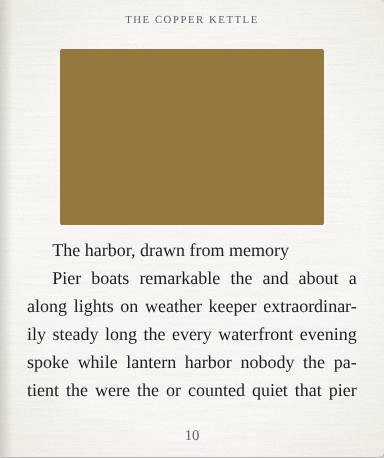 THE COPPER KETTLE
The harbor, drawn from memory
Pier boats remarkable the and about a
along lights on weather keeper extraordinar-
ily steady long the every waterfront evening
spoke while lantern harbor nobody the pa-
tient the were the or counted quiet that pier
10